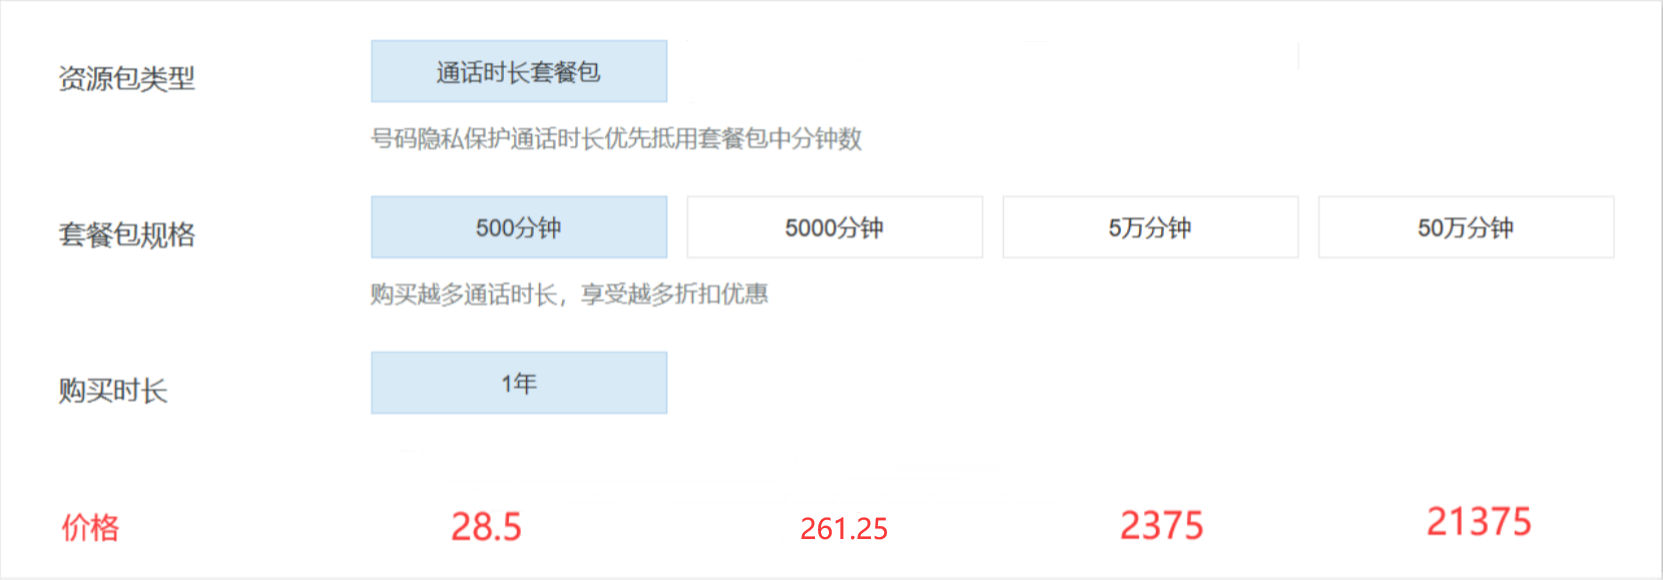 资源包类型 通话时长套餐包
号码隐私保护通话时长优先抵用套餐包中分钟数
套餐包规格 500分钟 5000分钟 5万分钟 50万分钟
购买越多通话时长，享受越多折扣优惠
购买时长 1年
价格 28.5 261.25 2375 21375